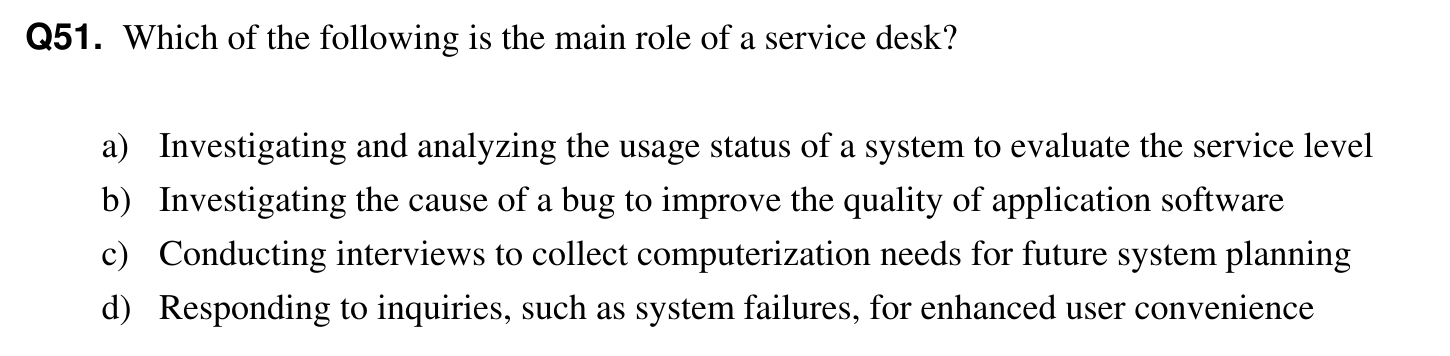 Q51. Which of the following is the main role of a service desk?
a) Investigating and analyzing the usage status of a system to evaluate the service level
b) Investigating the cause of a bug to improve the quality of application software
c) Conducting interviews to collect computerization needs for future system planning
d) Responding to inquiries, such as system failures, for enhanced user convenience